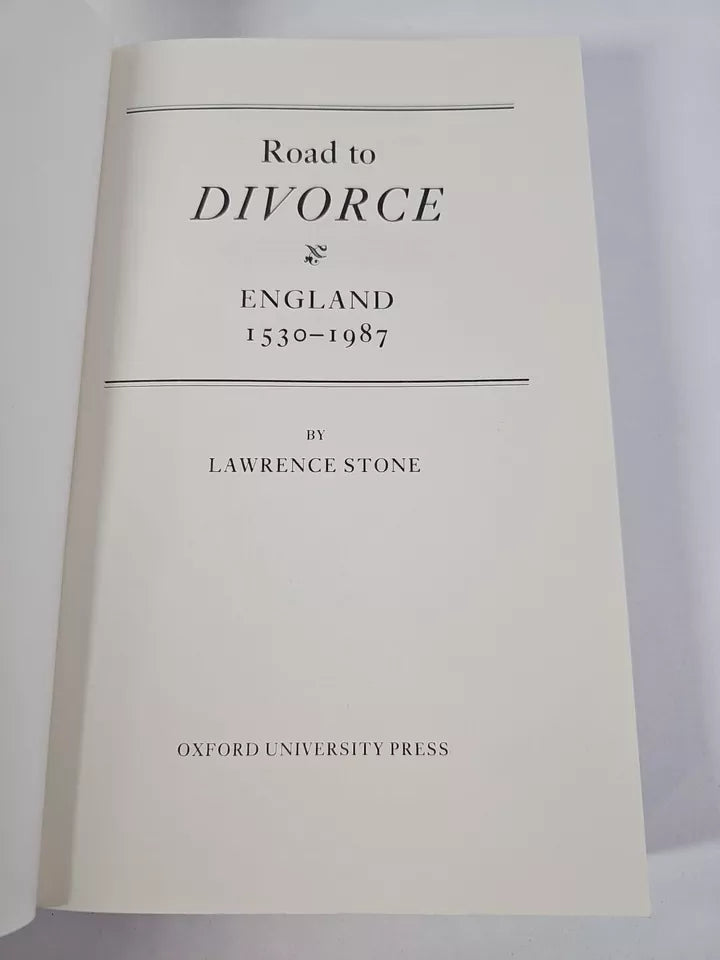 Road to
DIVORCE
ENGLAND
1530–1987
BY
LAWRENCE STONE
OXFORD UNIVERSITY PRESS